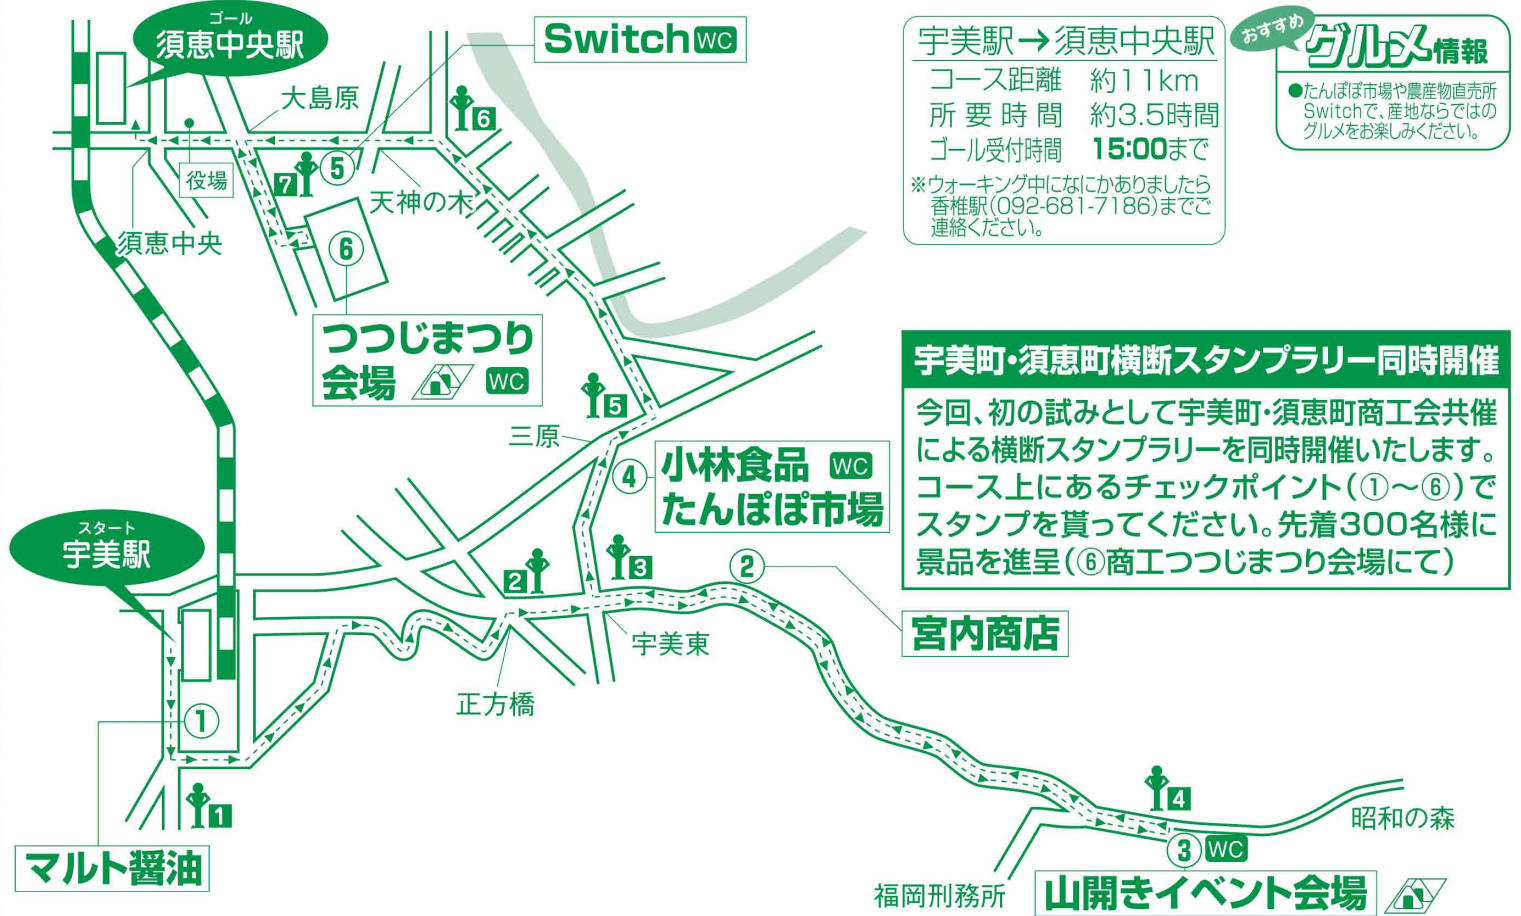 ゴール
須恵中央駅
Switch WC
大島原
6
役場
7
⑤
天神の木
須恵中央
⑥
つつじまつり
会場 WC
5
三原
④
小林食品 WC
たんぽぽ市場
スタート
宇美駅
2
3
②
宮内商店
宇美東
正方橋
①
1
マルト醤油
4
昭和の森
③ WC
福岡刑務所
山開きイベント会場
宇美駅→須恵中央駅
コース距離 約11km
所要時間 約3.5時間
ゴール受付時間 15:00まで
※ウォーキング中になにかありましたら
香椎駅(092-681-7186)までご
連絡ください。
おすすめ
グルメ情報
●たんぽぽ市場や農産物直売所
Switchで、産地ならではの
グルメをお楽しみください。
宇美町・須恵町横断スタンプラリー同時開催
今回、初の試みとして宇美町・須恵町商工会共催
による横断スタンプラリーを同時開催いたします。
コース上にあるチェックポイント(①～⑥)で
スタンプを貰ってください。先着300名様に
景品を進呈(⑥商工つつじまつり会場にて)